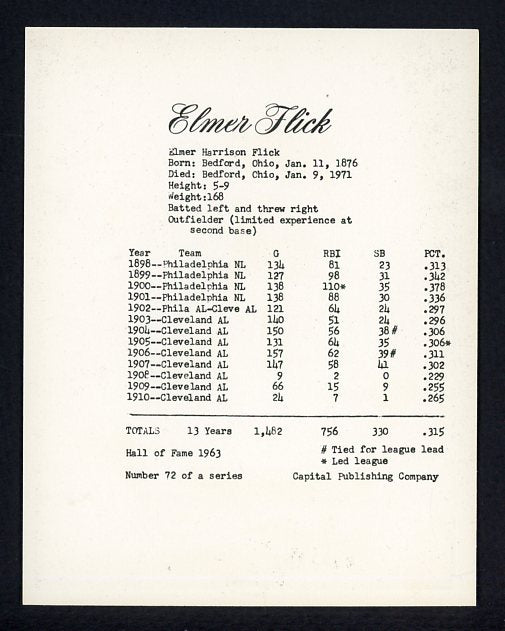 Elmer Flick
Elmer Harrison Flick
Born: Bedford, Ohio, Jan. 11, 1876
Died: Bedford, Ohio, Jan. 9, 1971
Height: 5-9
Weight:168
Batted left and threw right
Outfielder (limited experience at
second base)
Year Team G RBI SB PCT.
1898--Philadelphia NL 134 81 23 .313
1899--Philadelphia NL 127 98 31 .342
1900--Philadelphia NL 138 110* 35 .378
1901--Philadelphia NL 138 88 30 .336
1902--Phila AL-Cleve AL 121 64 24 .297
1903--Cleveland AL 140 51 24 .296
1904--Cleveland AL 150 56 38# .306
1905--Cleveland AL 131 64 35 .306*
1906--Cleveland AL 157 62 39# .311
1907--Cleveland AL 147 58 41 .302
1908--Cleveland AL 9 2 0 .229
1909--Cleveland AL 66 15 9 .255
1910--Cleveland AL 24 7 1 .265
TOTALS 13 Years 1,482 756 330 .315
Hall of Fame 1963 # Tied for league lead
* Led league
Number 72 of a series Capital Publishing Company